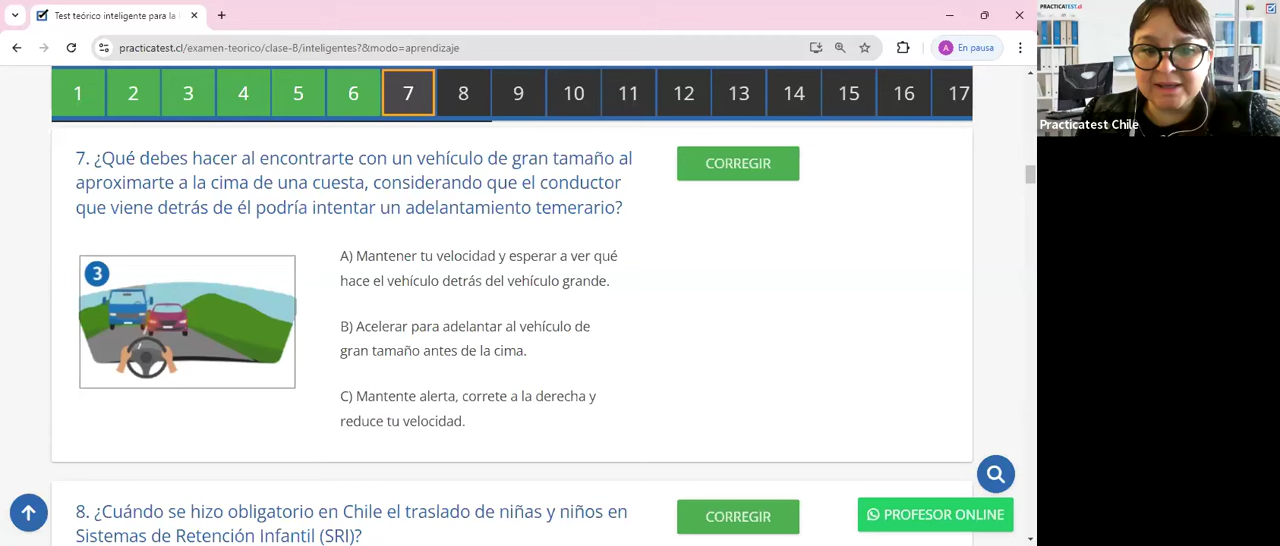 Test teórico inteligente para la
practicatest.cl/examen-teorico/clase-B/inteligentes?&modo=aprendizaje
A
En pausa
1 2 3 4 5 6 7 8 9 10 11 12 13 14 15 16 17
7. ¿Qué debes hacer al encontrarte con un vehículo de gran tamaño al
aproximarte a la cima de una cuesta, considerando que el conductor
que viene detrás de él podría intentar un adelantamiento temerario?
CORREGIR
3
A) Mantener tu velocidad y esperar a ver qué
hace el vehículo detrás del vehículo grande.
B) Acelerar para adelantar al vehículo de
gran tamaño antes de la cima.
C) Mantente alerta, correte a la derecha y
reduce tu velocidad.
8. ¿Cuándo se hizo obligatorio en Chile el traslado de niñas y niños en
Sistemas de Retención Infantil (SRI)?
CORREGIR
PROFESOR ONLINE
PRACTICATEST.cl
Practicatest Chile